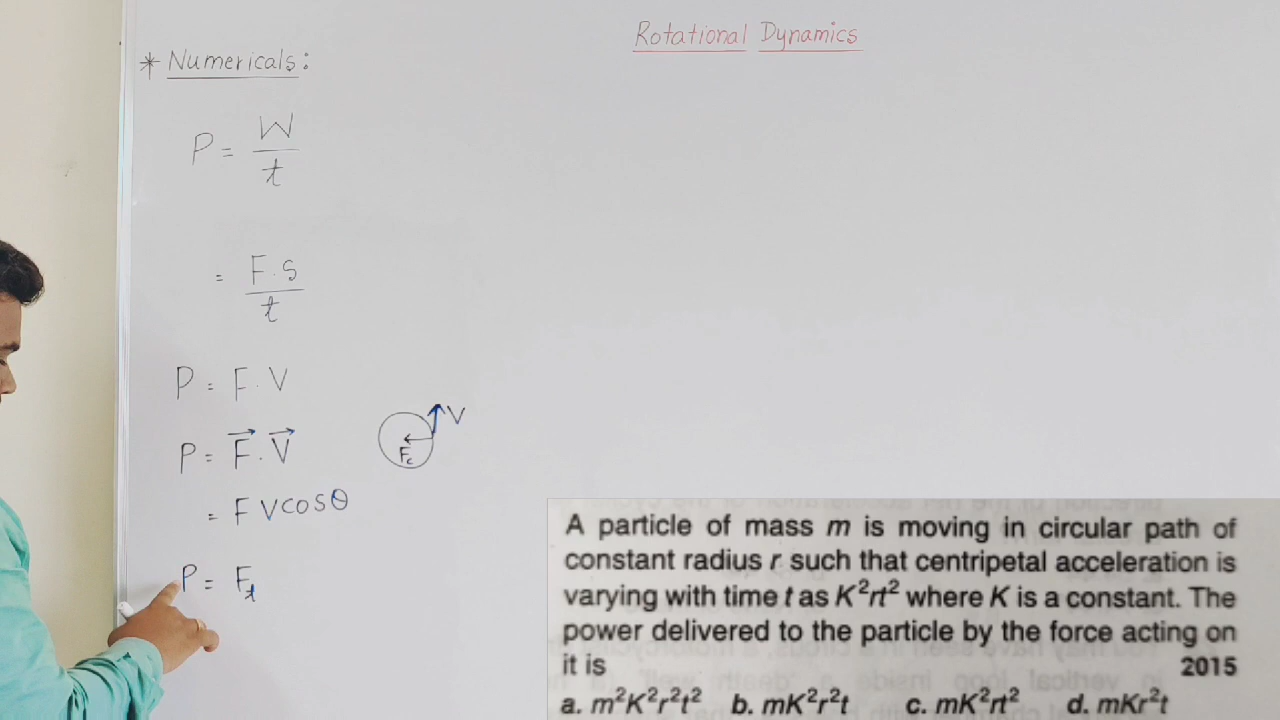 Rotational Dynamics
* Numericals:
P = W/t
= F.s/t
P = F.V
P = F⃗.V⃗
= FVcosθ
P = Fₜ
V
F꜀
A particle of mass m is moving in circular path of
constant radius r such that centripetal acceleration is
varying with time t as K²rt² where K is a constant. The
power delivered to the particle by the force acting on
it is 2015
a. m²K²r²t² b. mK²r²t c. mK²rt² d. mKr²t